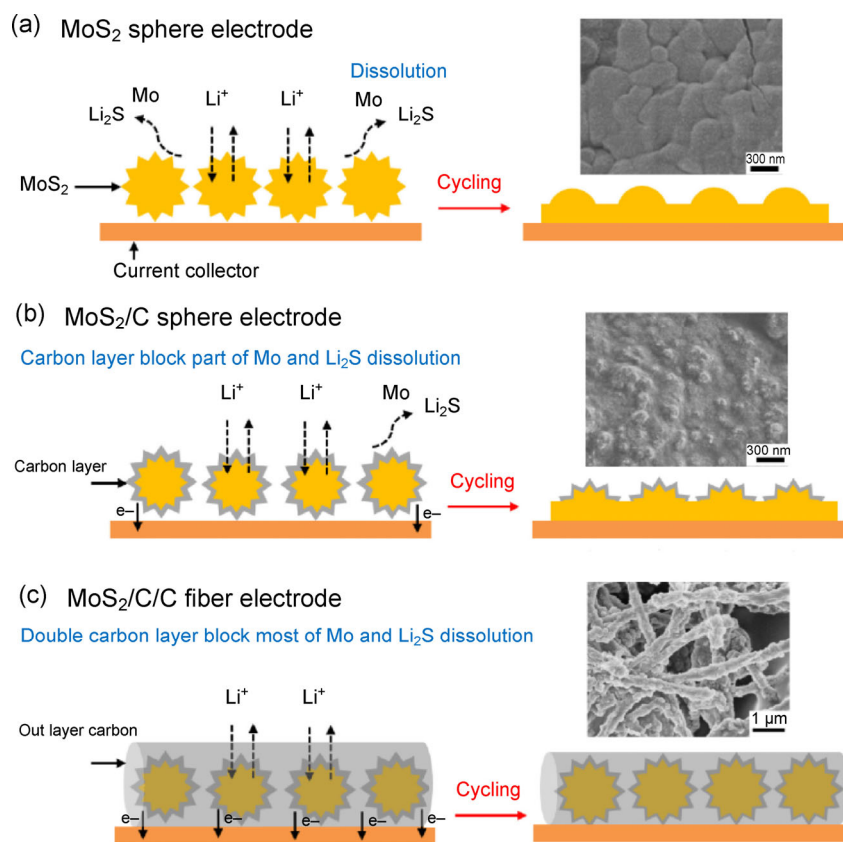 (a) MoS₂ sphere electrode
Dissolution
Mo Li⁺ Li⁺ Mo
Li₂S Li₂S
MoS₂
Cycling
300 nm
Current collector
(b) MoS₂/C sphere electrode
Carbon layer block part of Mo and Li₂S dissolution
Li⁺ Li⁺ Mo
Li₂S
300 nm
Carbon layer
Cycling
e– e–
(c) MoS₂/C/C fiber electrode
Double carbon layer block most of Mo and Li₂S dissolution
Li⁺ Li⁺
1 µm
Out layer carbon
Cycling
e– e– e– e– e–